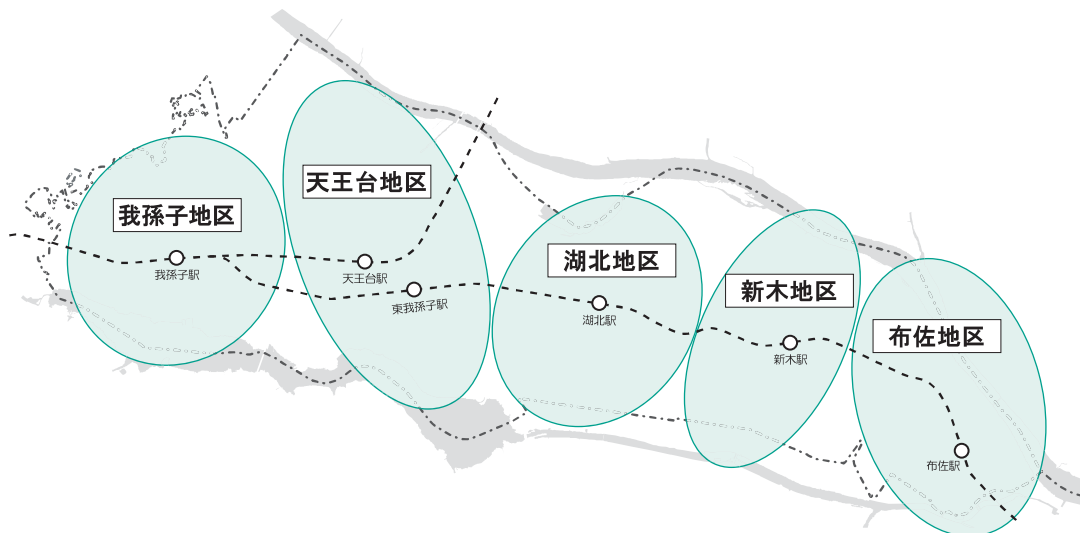 我孫子地区
我孫子駅
天王台地区
天王台駅
東我孫子駅
湖北地区
湖北駅
新木地区
新木駅
布佐地区
布佐駅